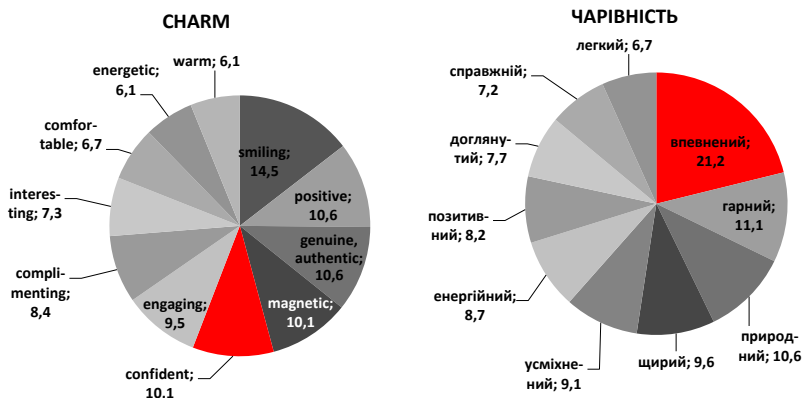 CHARM
smiling;
14,5
positive;
10,6
genuine,
authentic;
10,6
magnetic;
10,1
confident;
10,1
engaging;
9,5
compli-
menting;
8,4
interes-
ting; 7,3
comfor-
table; 6,7
energetic;
6,1
warm; 6,1
ЧАРІВНІСТЬ
впевнений;
21,2
гарний;
11,1
природ-
ний; 10,6
щирий; 9,6
усміхне-
ний; 9,1
енергійний;
8,7
позитив-
ний; 8,2
догляну-
тий; 7,7
справжній;
7,2
легкий; 6,7